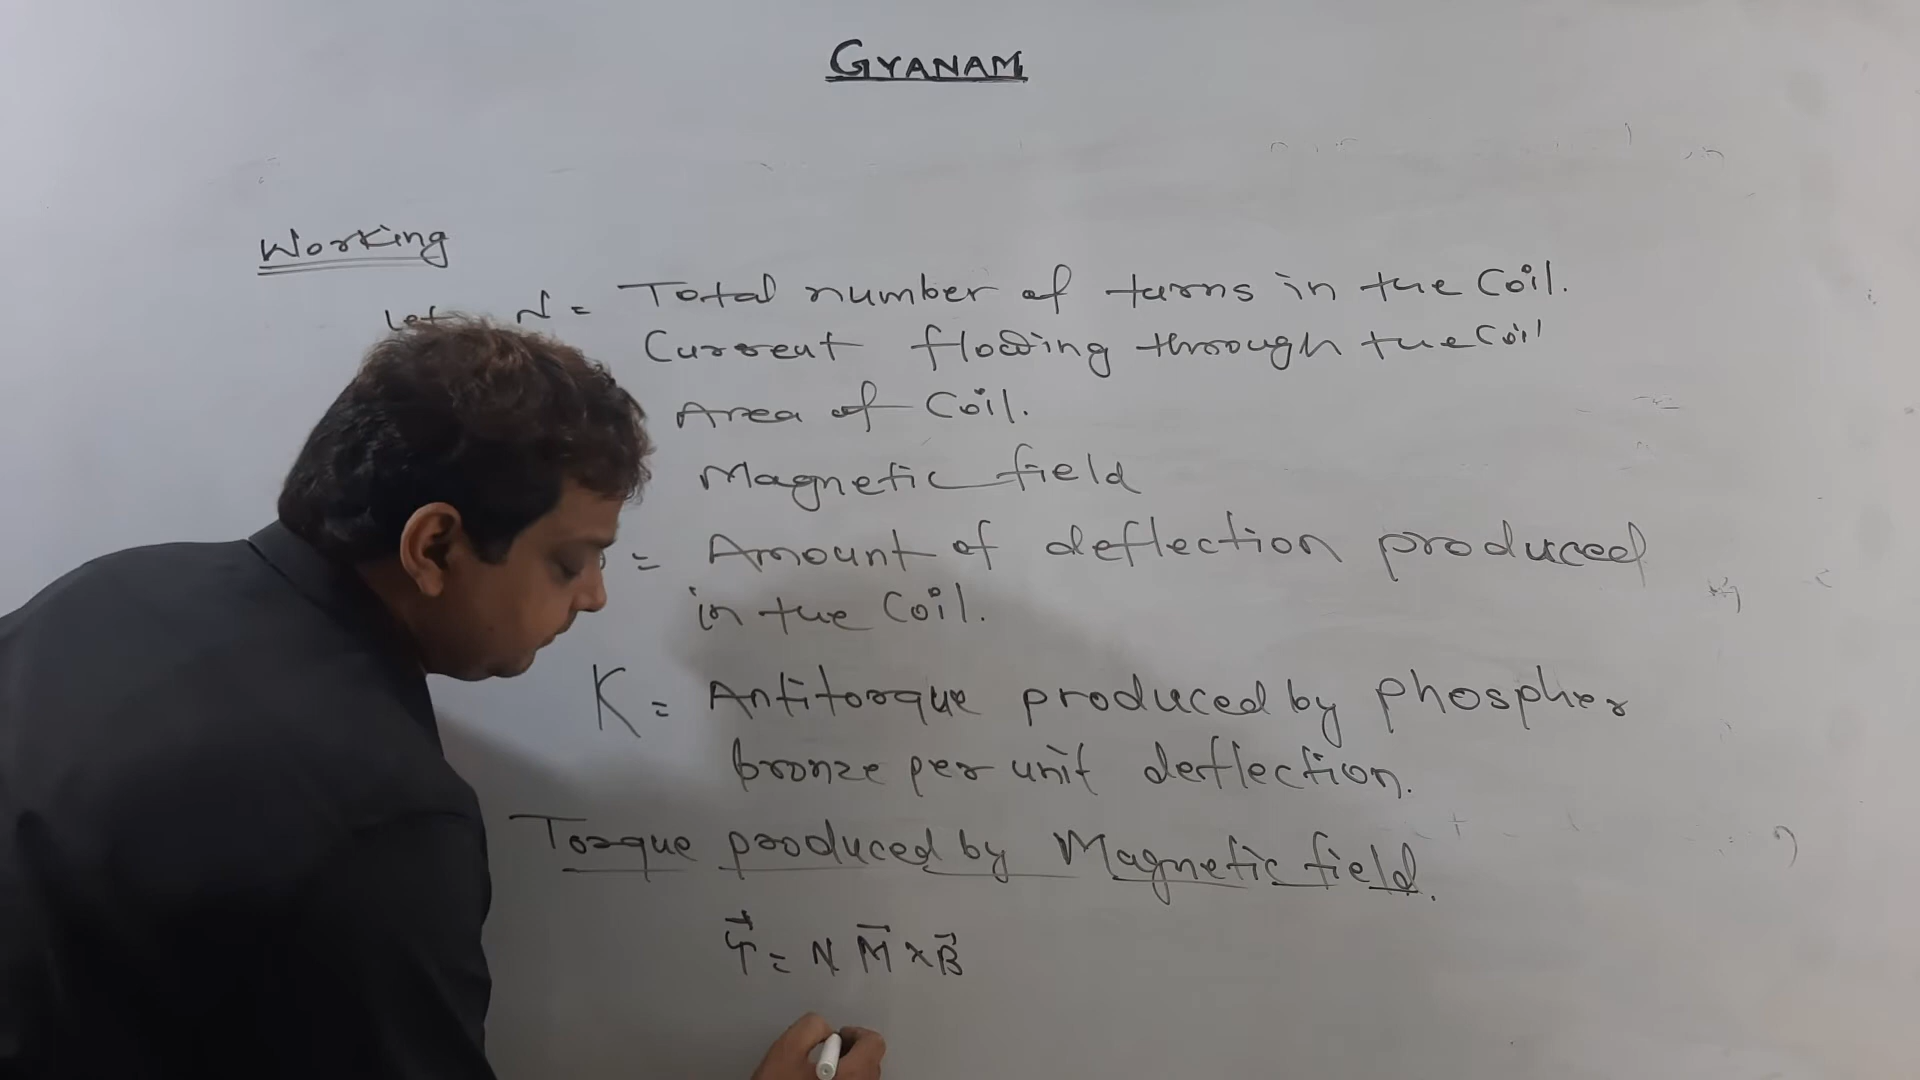 GYANAM
Working
Let N = Total number of turns in the Coil.
Current flowing through the Coil
Area of Coil.
Magnetic field
= Amount of deflection produced
in the Coil.
K = Antitorque produced by phospher
bronze per unit deflection.
Torque produced by Magnetic field.
τ⃗ = N M⃗ × B⃗